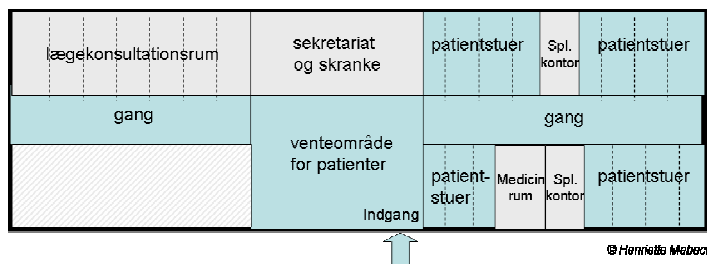 lægekonsultationsrum
sekretariat
og skranke
patientstuer
Spl.
kontor
patientstuer
gang
venteområde
for patienter
gang
patient-
stuer
Medicin
rum
Spl.
kontor
patientstuer
Indgang
© Henriette